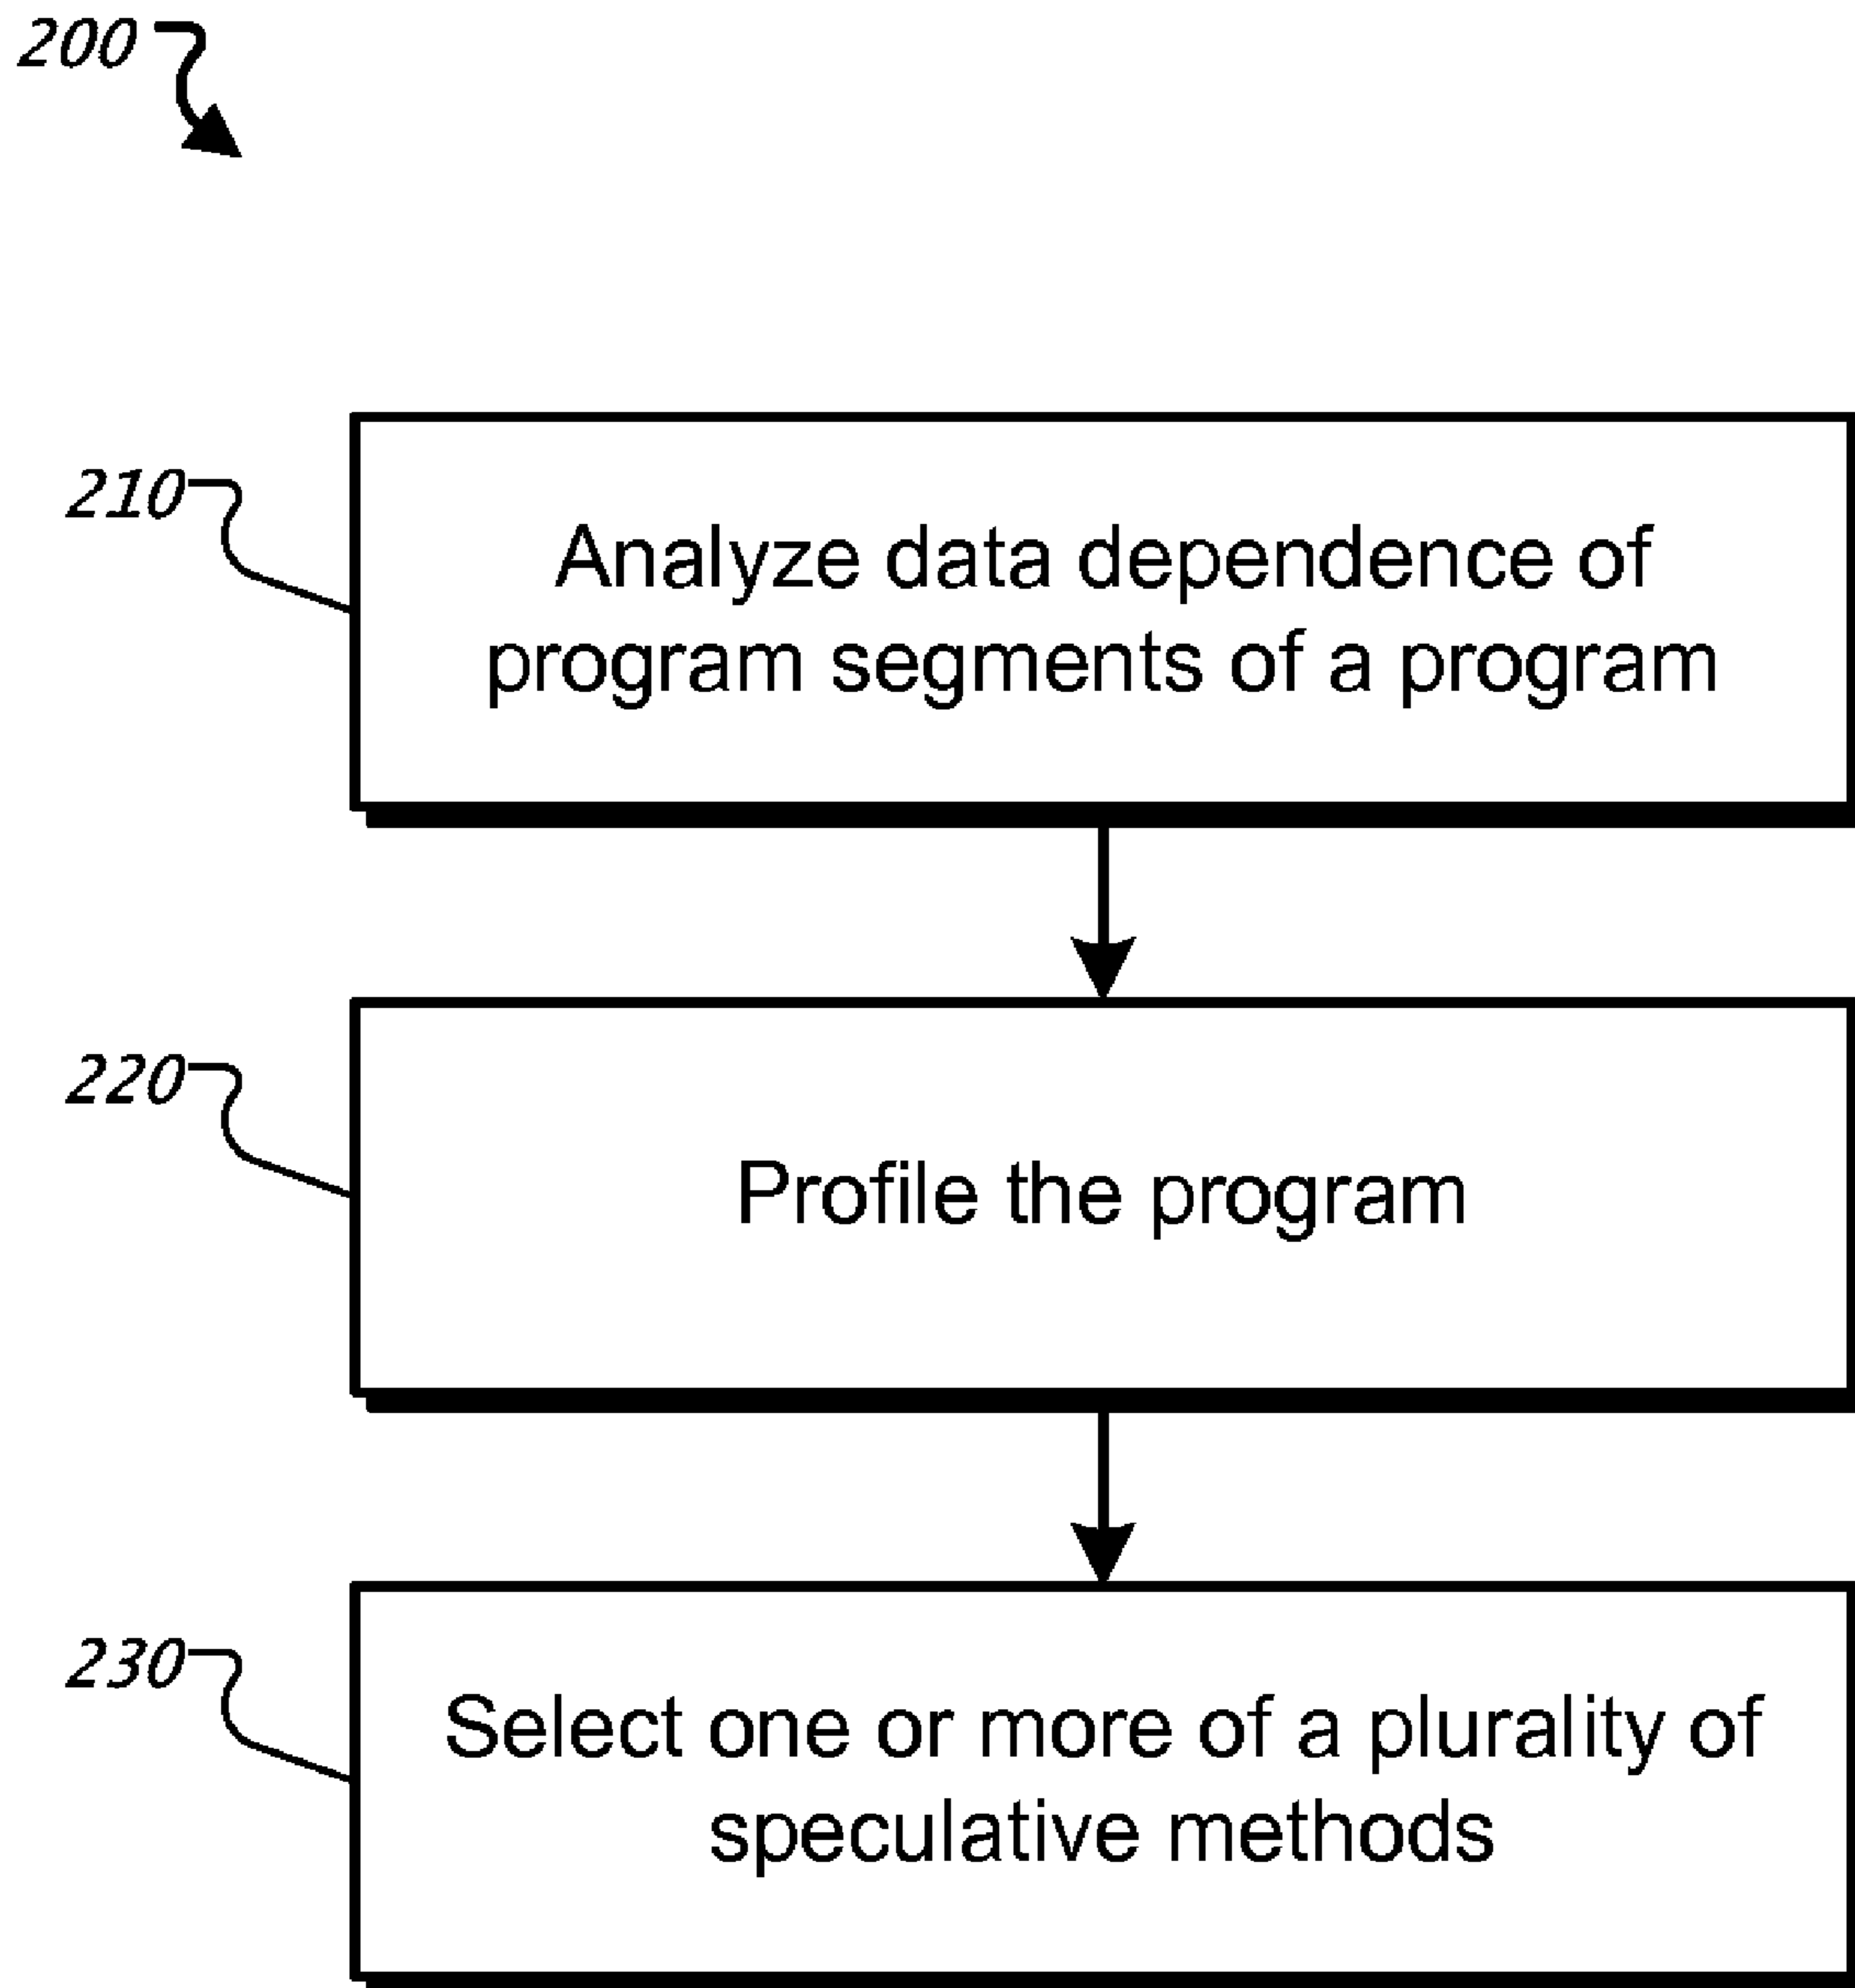 200
210
Analyze data dependence of
program segments of a program
220
Profile the program
230
Select one or more of a plurality of
speculative methods